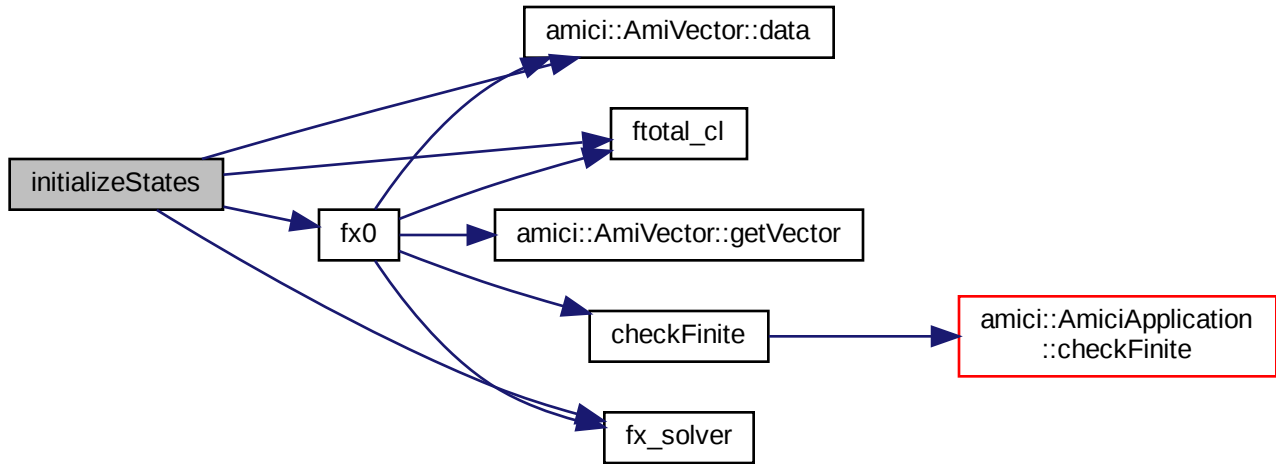 initializeStates
fx0
amici::AmiVector::data
ftotal_cl
amici::AmiVector::getVector
checkFinite
fx_solver
amici::AmiciApplication
::checkFinite